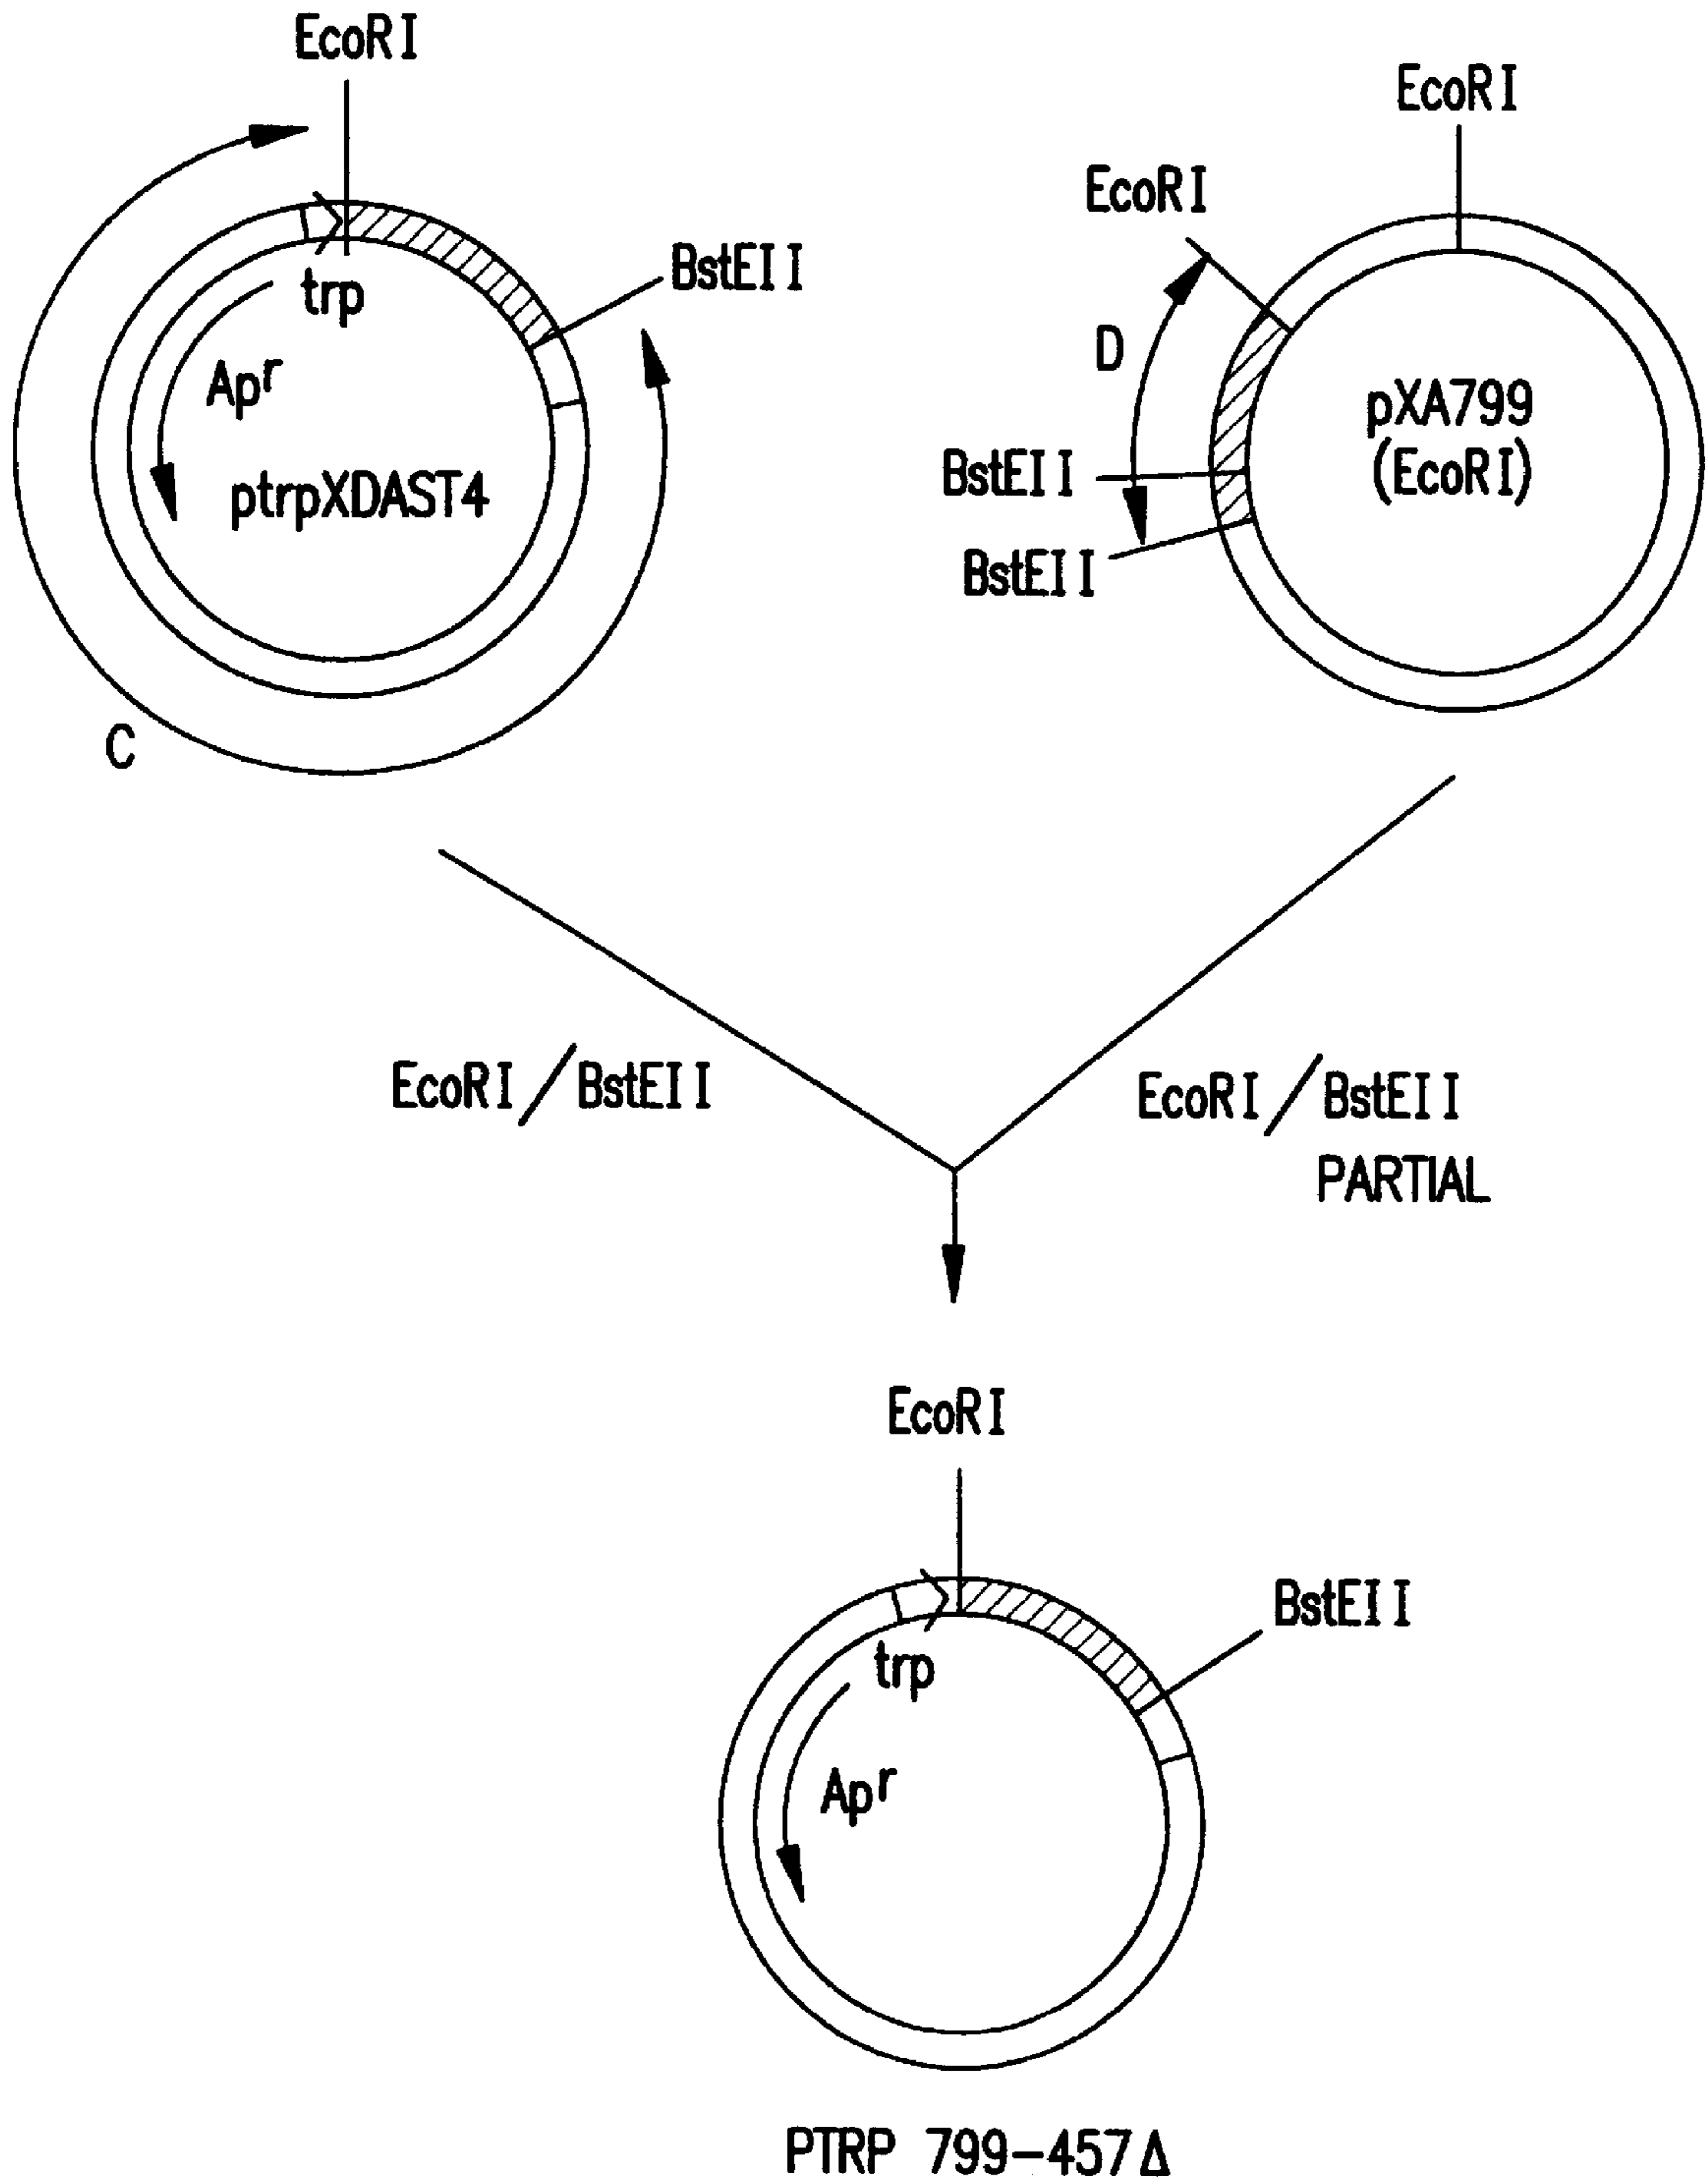 EcoRI
EcoRI
EcoRI
BstEII
trp
D
Apʳ
pXA799
(EcoRI)
BstEII
ptrpXDAST4
BstEII
C
EcoRI/BstEII
EcoRI/BstEII
PARTIAL
EcoRI
BstEII
trp
Apʳ
PTRP 799-457Δ